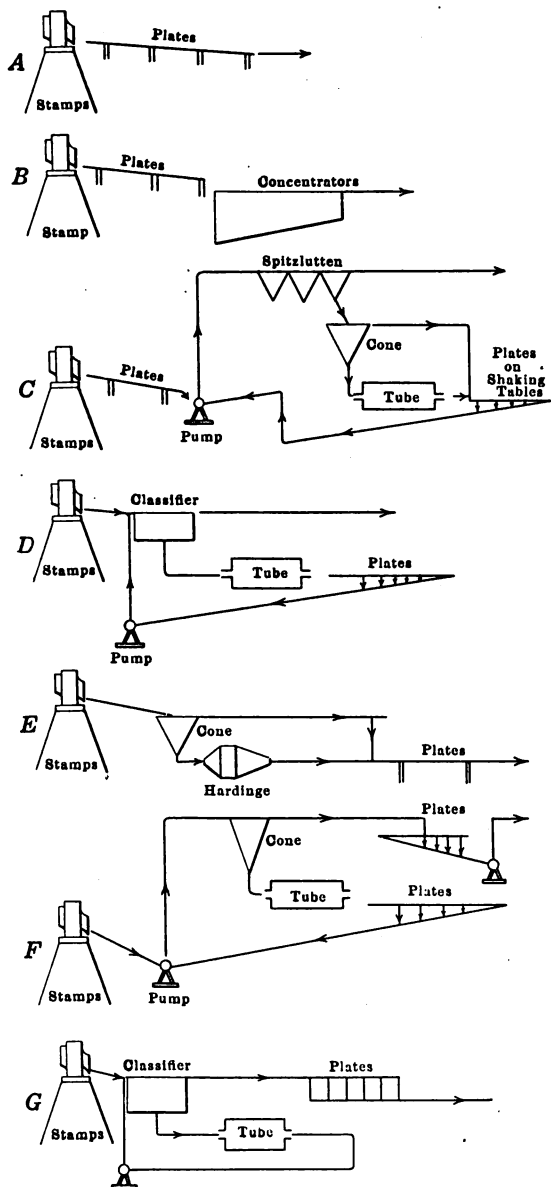 Plates
A
Stamps
Plates
B
Concentrators
Stamp
Spitzlutten
Cone
Plates
on
Shaking
Tables
Plates
C
Tube
Stamps
Pump
Classifier
D
Plates
Tube
Stamps
Pump
E
Cone
Plates
Stamps
Hardinge
Plates
Cone
Plates
Tube
F
Stamps
Pump
Classifier
Plates
G
Tube
Stamps
Pump